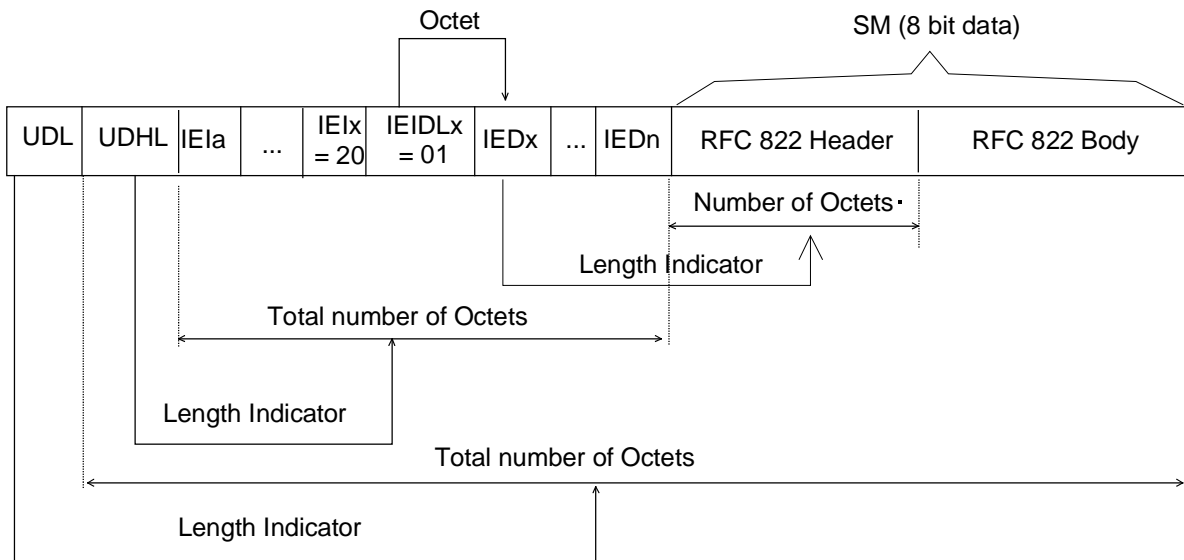 Octet
SM (8 bit data)
UDL
UDHL
IEIa
...
IEIx
= 20
IEIDLx
= 01
IEDx
...
IEDn
RFC 822 Header
RFC 822 Body
Number of Octets
Length Indicator
Total number of Octets
Length Indicator
Total number of Octets
Length Indicator